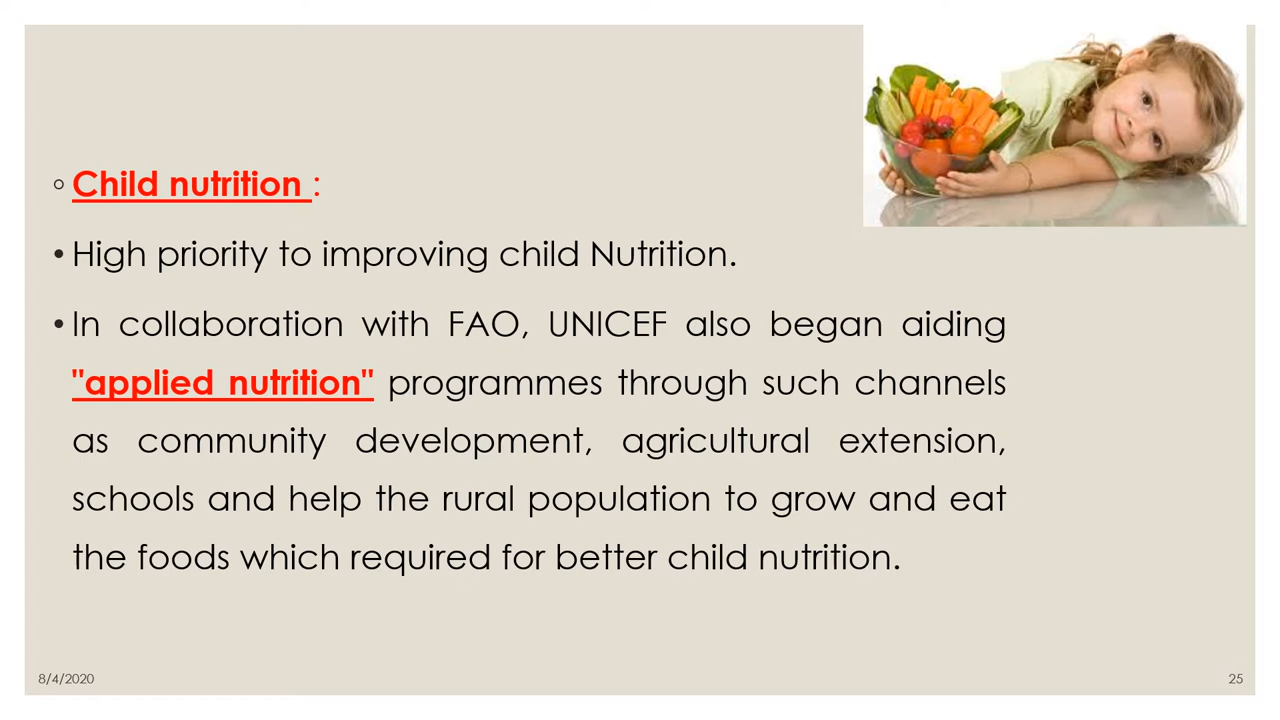 ◦ Child nutrition :
• High priority to improving child Nutrition.
• In collaboration with FAO, UNICEF also began aiding
"applied nutrition" programmes through such channels
as community development, agricultural extension,
schools and help the rural population to grow and eat
the foods which required for better child nutrition.
8/4/2020
25